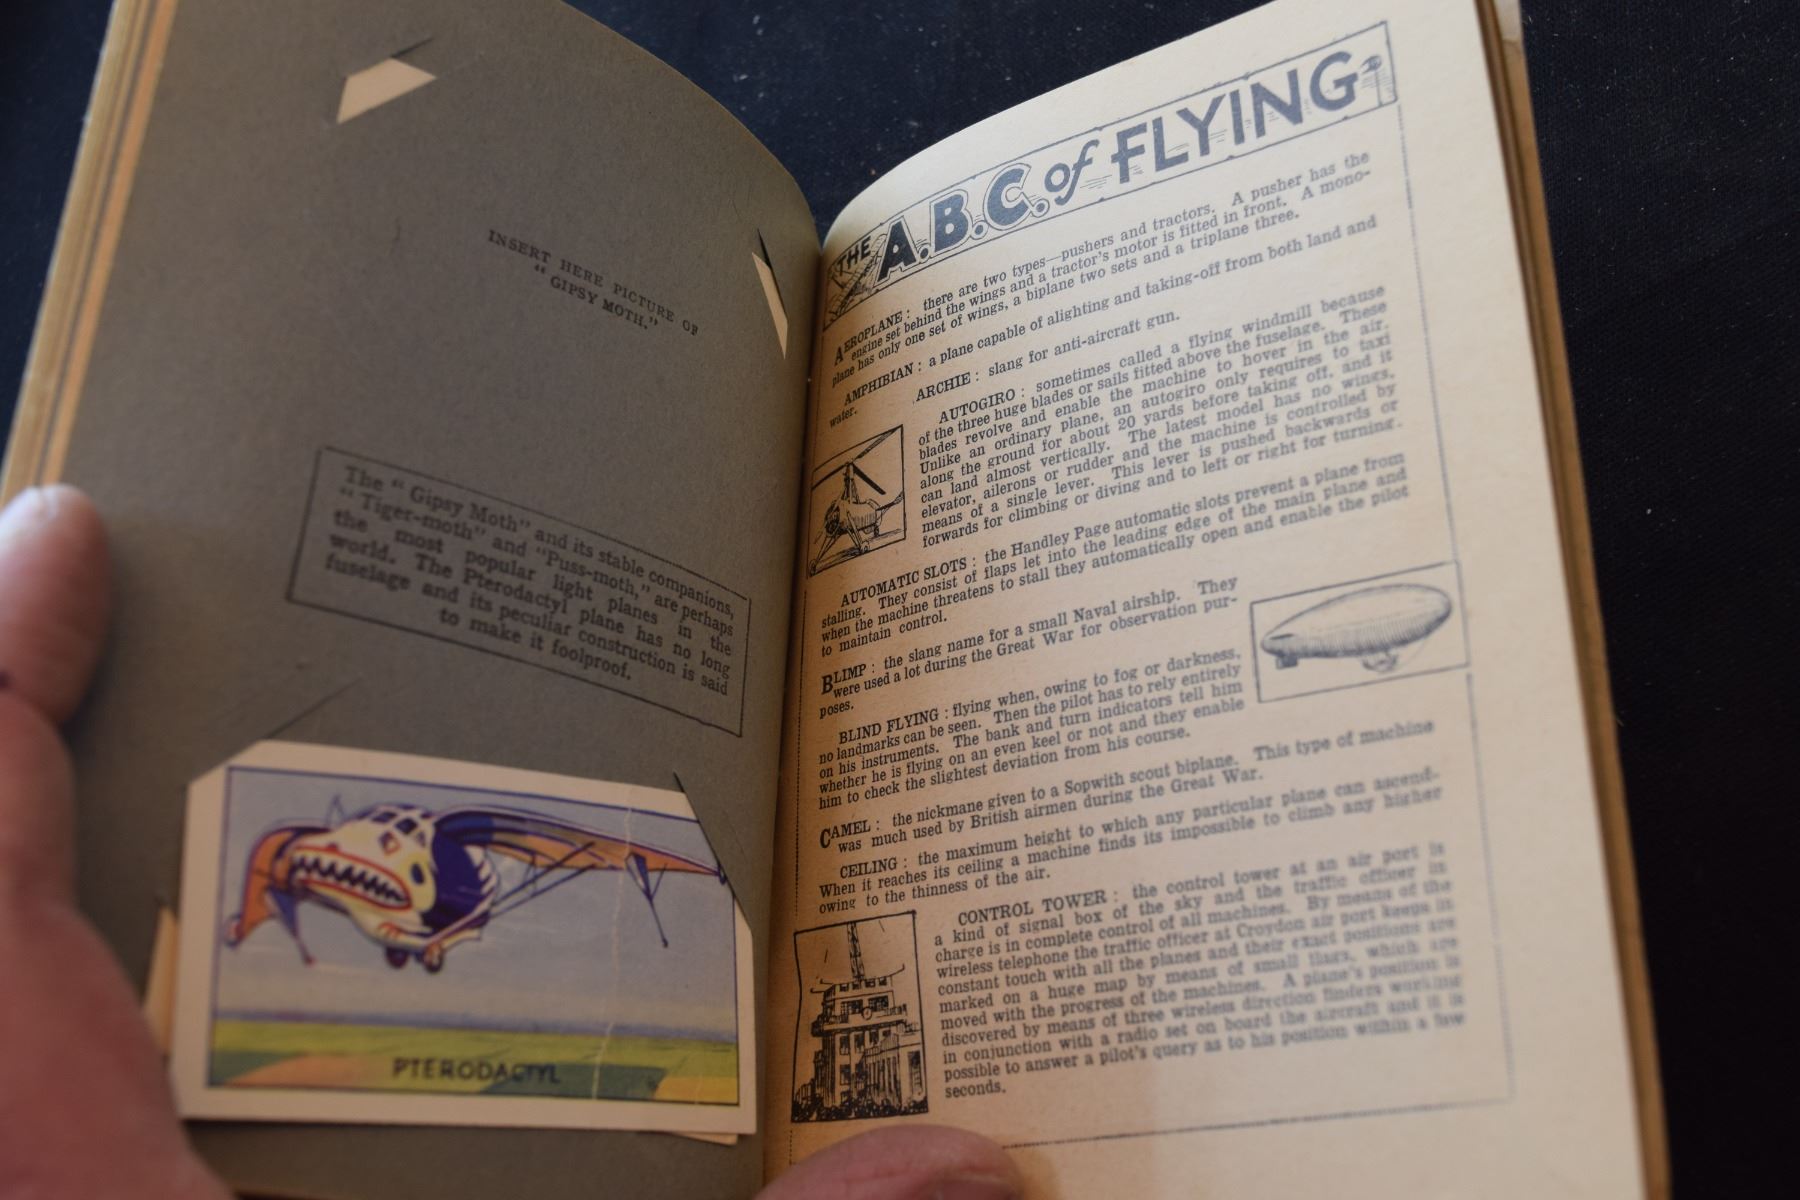 INSERT HERE PICTURE OF
“ GIPSY MOTH.”
The “ Gipsy Moth” and its stable companions,
“ Tiger-moth” and “Puss-moth,” are perhaps
the most popular light planes in the
world. The Pterodactyl plane has no long
fuselage and its peculiar construction is said
to make it foolproof.
PTERODACTYL
THE A.B.C. of FLYING
AEROPLANE : there are two types—pushers and tractors. A pusher has the
engine set behind the wings and a tractor's motor is fitted in front. A mono-
plane has only one set of wings, a biplane two sets and a triplane three.
AMPHIBIAN : a plane capable of alighting and taking-off from both land and
water.
ARCHIE : slang for anti-aircraft gun.
AUTOGIRO : sometimes called a flying windmill because
of the three huge blades or sails fitted above the fuselage. These
blades revolve and enable the machine to hover in the air.
Unlike an ordinary plane, an autogiro only requires to taxi
along the ground for about 20 yards before taking off, and it
can land almost vertically. The latest model has no wings,
elevator, ailerons or rudder and the machine is controlled by
means of a single lever. This lever is pushed backwards or
forwards for climbing or diving and to left or right for turning.
AUTOMATIC SLOTS : the Handley Page automatic slots prevent a plane from
stalling. They consist of flaps let into the leading edge of the main plane and
when the machine threatens to stall they automatically open and enable the pilot
to maintain control.
BLIMP : the slang name for a small Naval airship. They
were used a lot during the Great War for observation pur-
poses.
BLIND FLYING : flying when, owing to fog or darkness,
no landmarks can be seen. Then the pilot has to rely entirely
on his instruments. The bank and turn indicators tell him
whether he is flying on an even keel or not and they enable
him to check the slightest deviation from his course.
CAMEL : the nickmane given to a Sopwith scout biplane. This type of machine
was much used by British airmen during the Great War.
CEILING : the maximum height to which any particular plane can ascend-
When it reaches its ceiling a machine finds its impossible to climb any higher
owing to the thinness of the air.
CONTROL TOWER : the control tower at an air port is
a kind of signal box of the sky and the traffic officer in
charge is in complete control of all machines. By means of the
wireless telephone the traffic officer at Croydon air port keeps in
constant touch with all the planes and their exact positions are
marked on a huge map by means of small flags, which are
moved with the progress of the machines. A plane's position is
discovered by means of three wireless direction finders working
in conjunction with a radio set on board the aircraft and it is
possible to answer a pilot's query as to his position within a few
seconds.